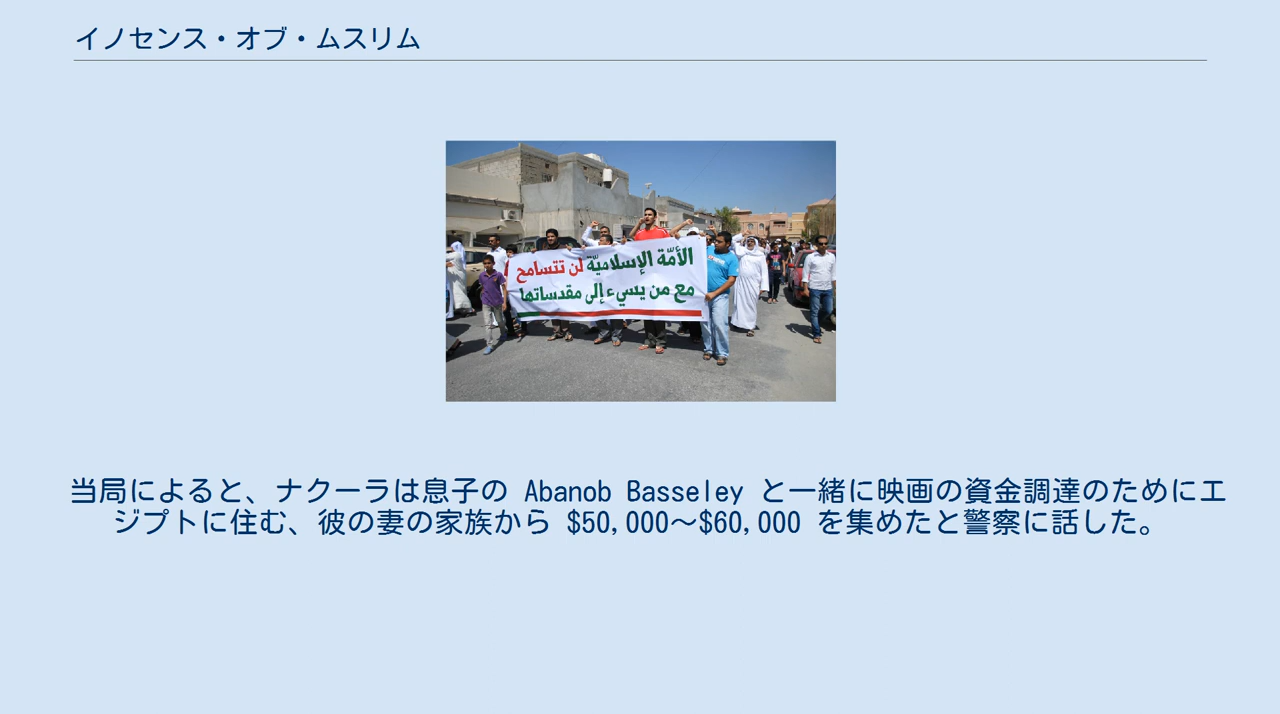 イノセンス・オブ・ムスリム
الأمّة الإسلاميّة لن تتسامح
مع من يسيء إلى مقدساتها
当局によると、ナクーラは息子の Abanob Basseley と一緒に映画の資金調達のためにエ
ジプトに住む、彼の妻の家族から $50,000～$60,000 を集めたと警察に話した。